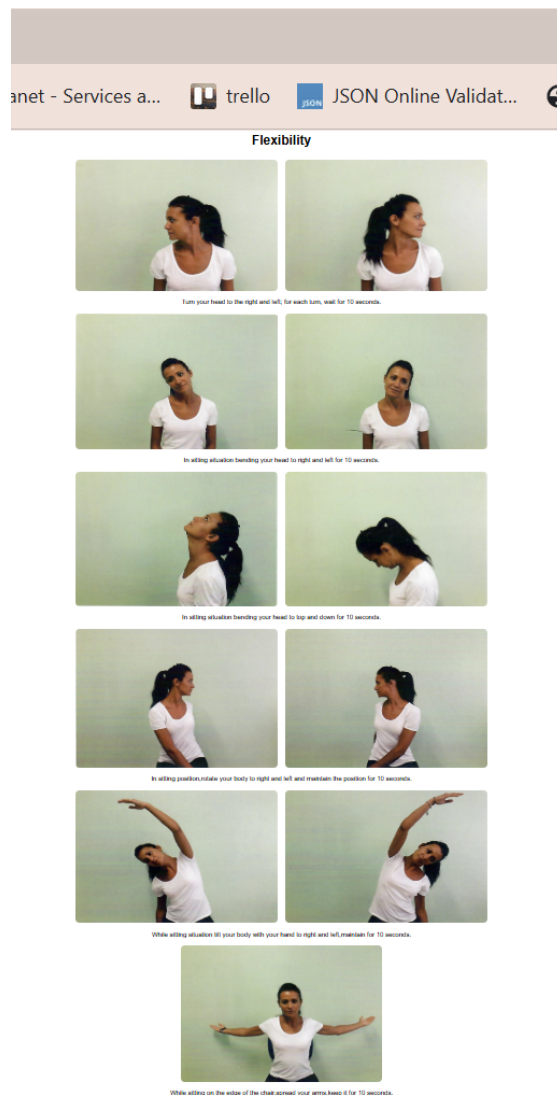 anet - Services a...
trello
JSON
JSON Online Validat...
Flexibility
Turn your head to the right and left; for each turn, wait for 10 seconds.
In sitting situation bending your head to right and left for 10 seconds.
In sitting situation bending your head to top and down for 10 seconds.
In sitting position,rotate your body to right and left and maintain the position for 10 seconds.
While sitting situation tilt your body with your hand to right and left,maintain for 10 seconds.
While sitting on the edge of the chair,spread your arms,keep it for 10 seconds.